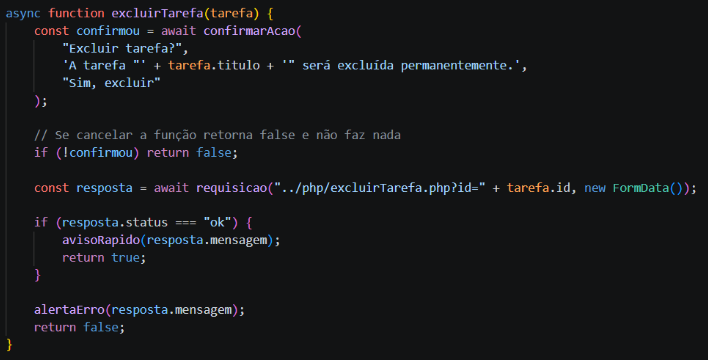 async function excluirTarefa(tarefa) {
    const confirmou = await confirmarAcao(
        "Excluir tarefa?",
        'A tarefa "' + tarefa.titulo + '" será excluída permanentemente.',
        "Sim, excluir"
    );

    // Se cancelar a função retorna false e não faz nada
    if (!confirmou) return false;

    const resposta = await requisicao("../php/excluirTarefa.php?id=" + tarefa.id, new FormData());

    if (resposta.status === "ok") {
        avisoRapido(resposta.mensagem);
        return true;
    }

    alertaErro(resposta.mensagem);
    return false;
}